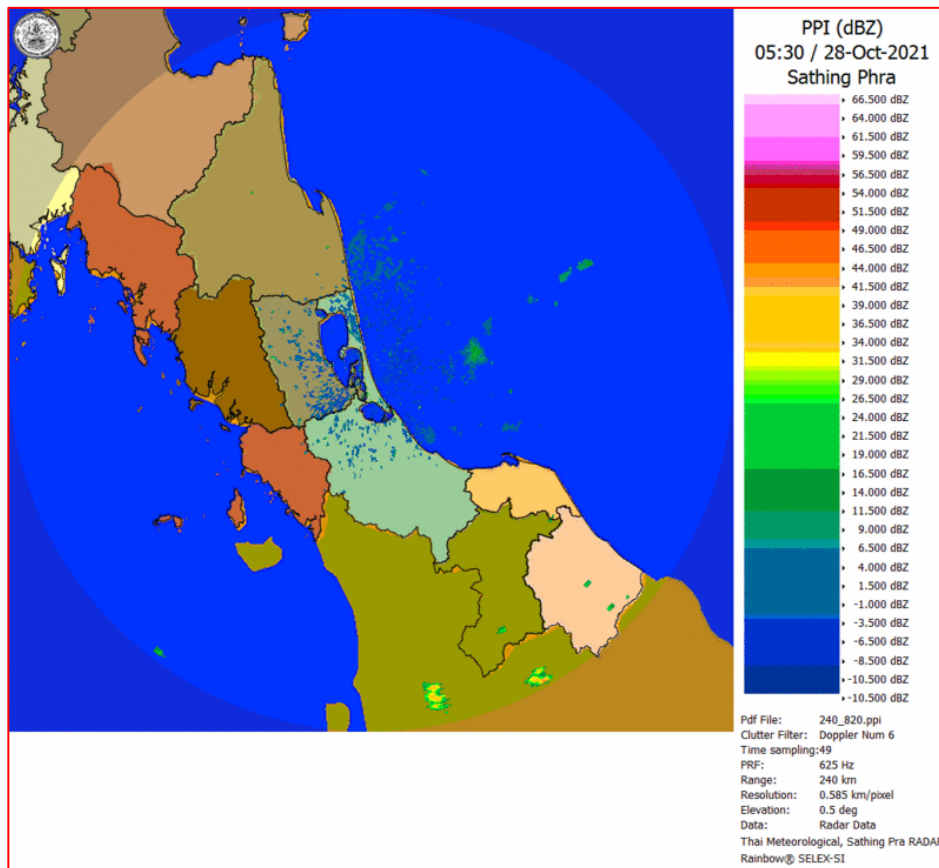 PPI (dBZ)
05:30 / 28-Oct-2021
Sathing Phra
66.500 dBZ
64.000 dBZ
61.500 dBZ
59.500 dBZ
56.500 dBZ
54.000 dBZ
51.500 dBZ
49.000 dBZ
46.500 dBZ
44.000 dBZ
41.500 dBZ
39.000 dBZ
36.500 dBZ
34.000 dBZ
31.500 dBZ
29.000 dBZ
26.500 dBZ
24.000 dBZ
21.500 dBZ
19.000 dBZ
16.500 dBZ
14.000 dBZ
11.500 dBZ
9.000 dBZ
6.500 dBZ
4.000 dBZ
1.500 dBZ
-1.000 dBZ
-3.500 dBZ
-6.500 dBZ
-8.500 dBZ
-10.500 dBZ
-10.500 dBZ
Pdf File: 240_820.ppi
Clutter Filter: Doppler Num 6
Time sampling:49
PRF: 625 Hz
Range: 240 km
Resolution: 0.585 km/pixel
Elevation: 0.5 deg
Data: Radar Data
Thai Meteorological, Sathing Pra RADAR
Rainbow® SELEX-SI